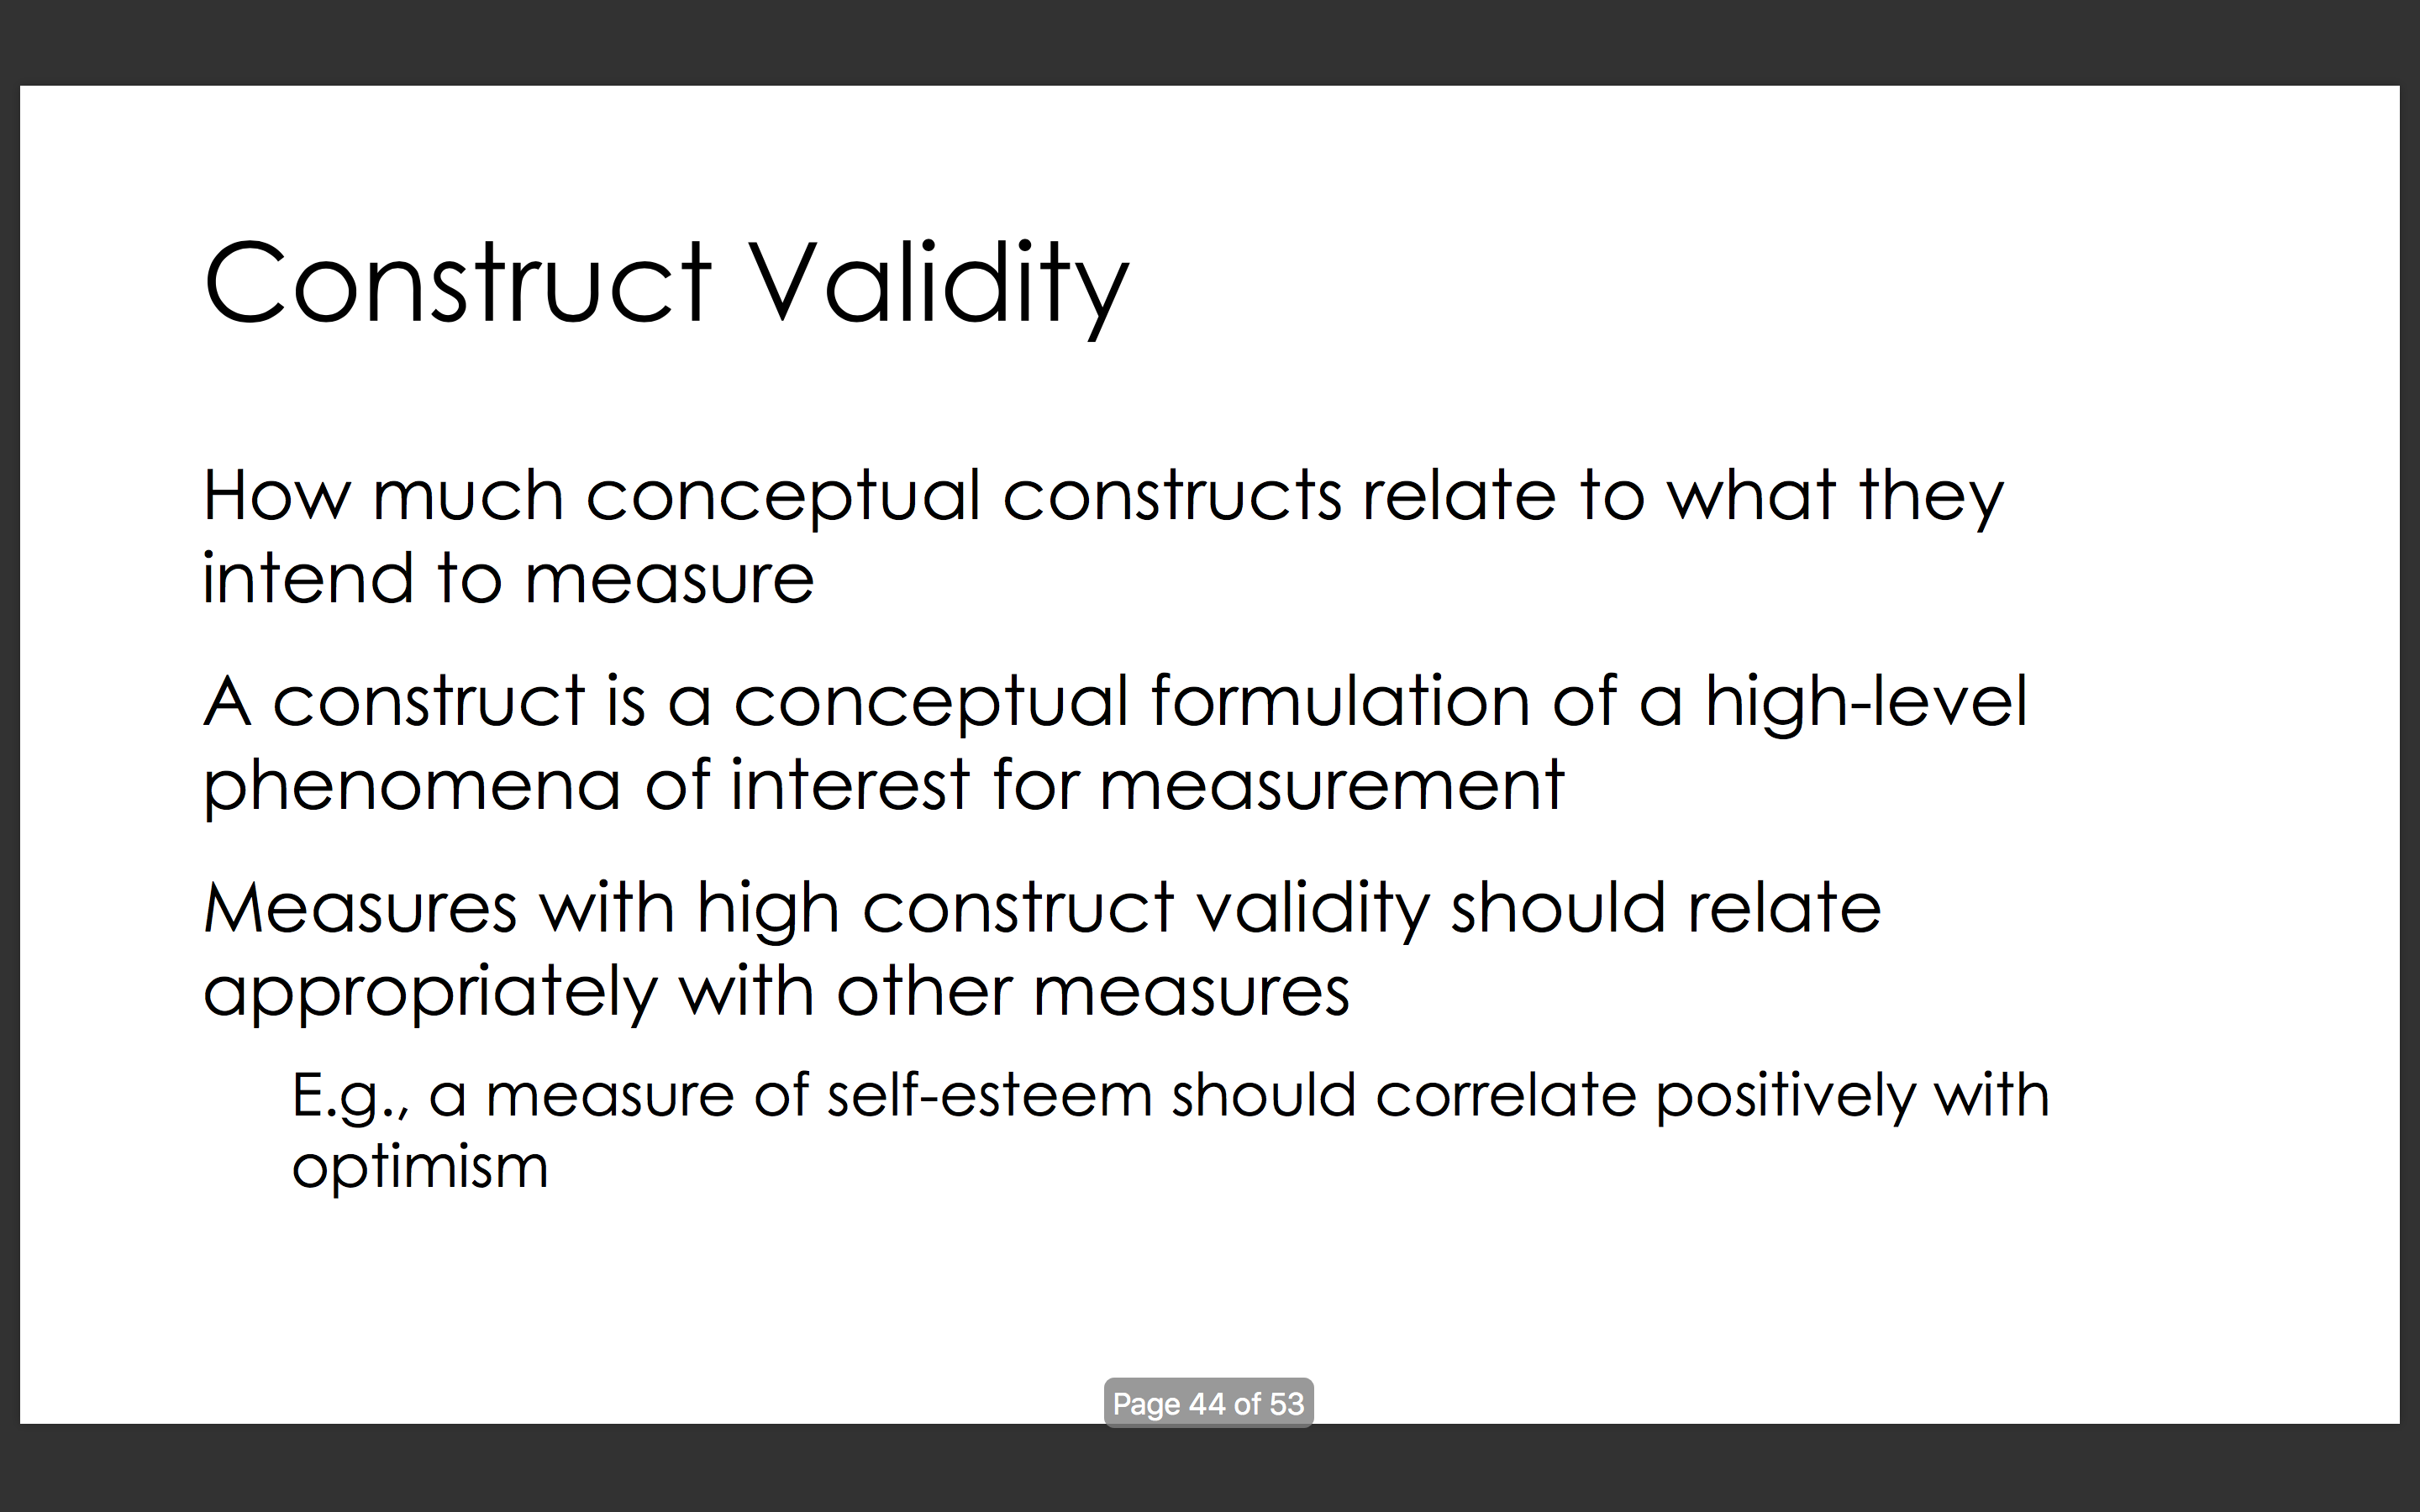 Construct Validity
How much conceptual constructs relate to what they
intend to measure
A construct is a conceptual formulation of a high-level
phenomena of interest for measurement
Measures with high construct validity should relate
appropriately with other measures
E.g., a measure of self-esteem should correlate positively with
optimism
Page 44 of 53